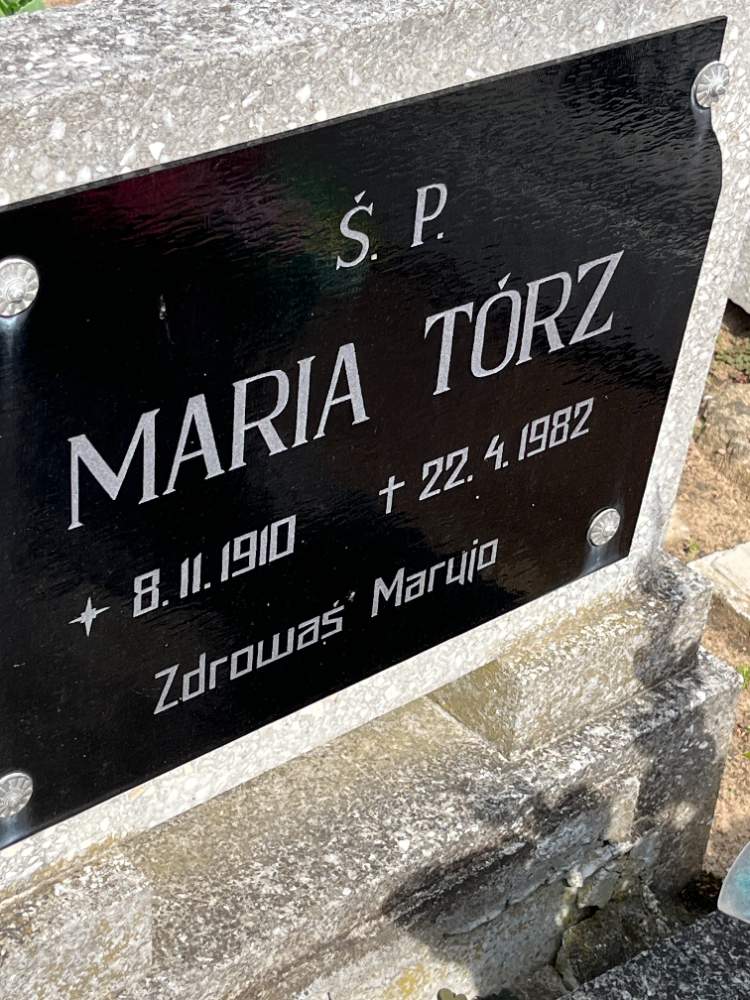 Ś. P.
MARIA TÓRZ
8.11.1910 † 22.4.1982
Zdrowaś Maryjo